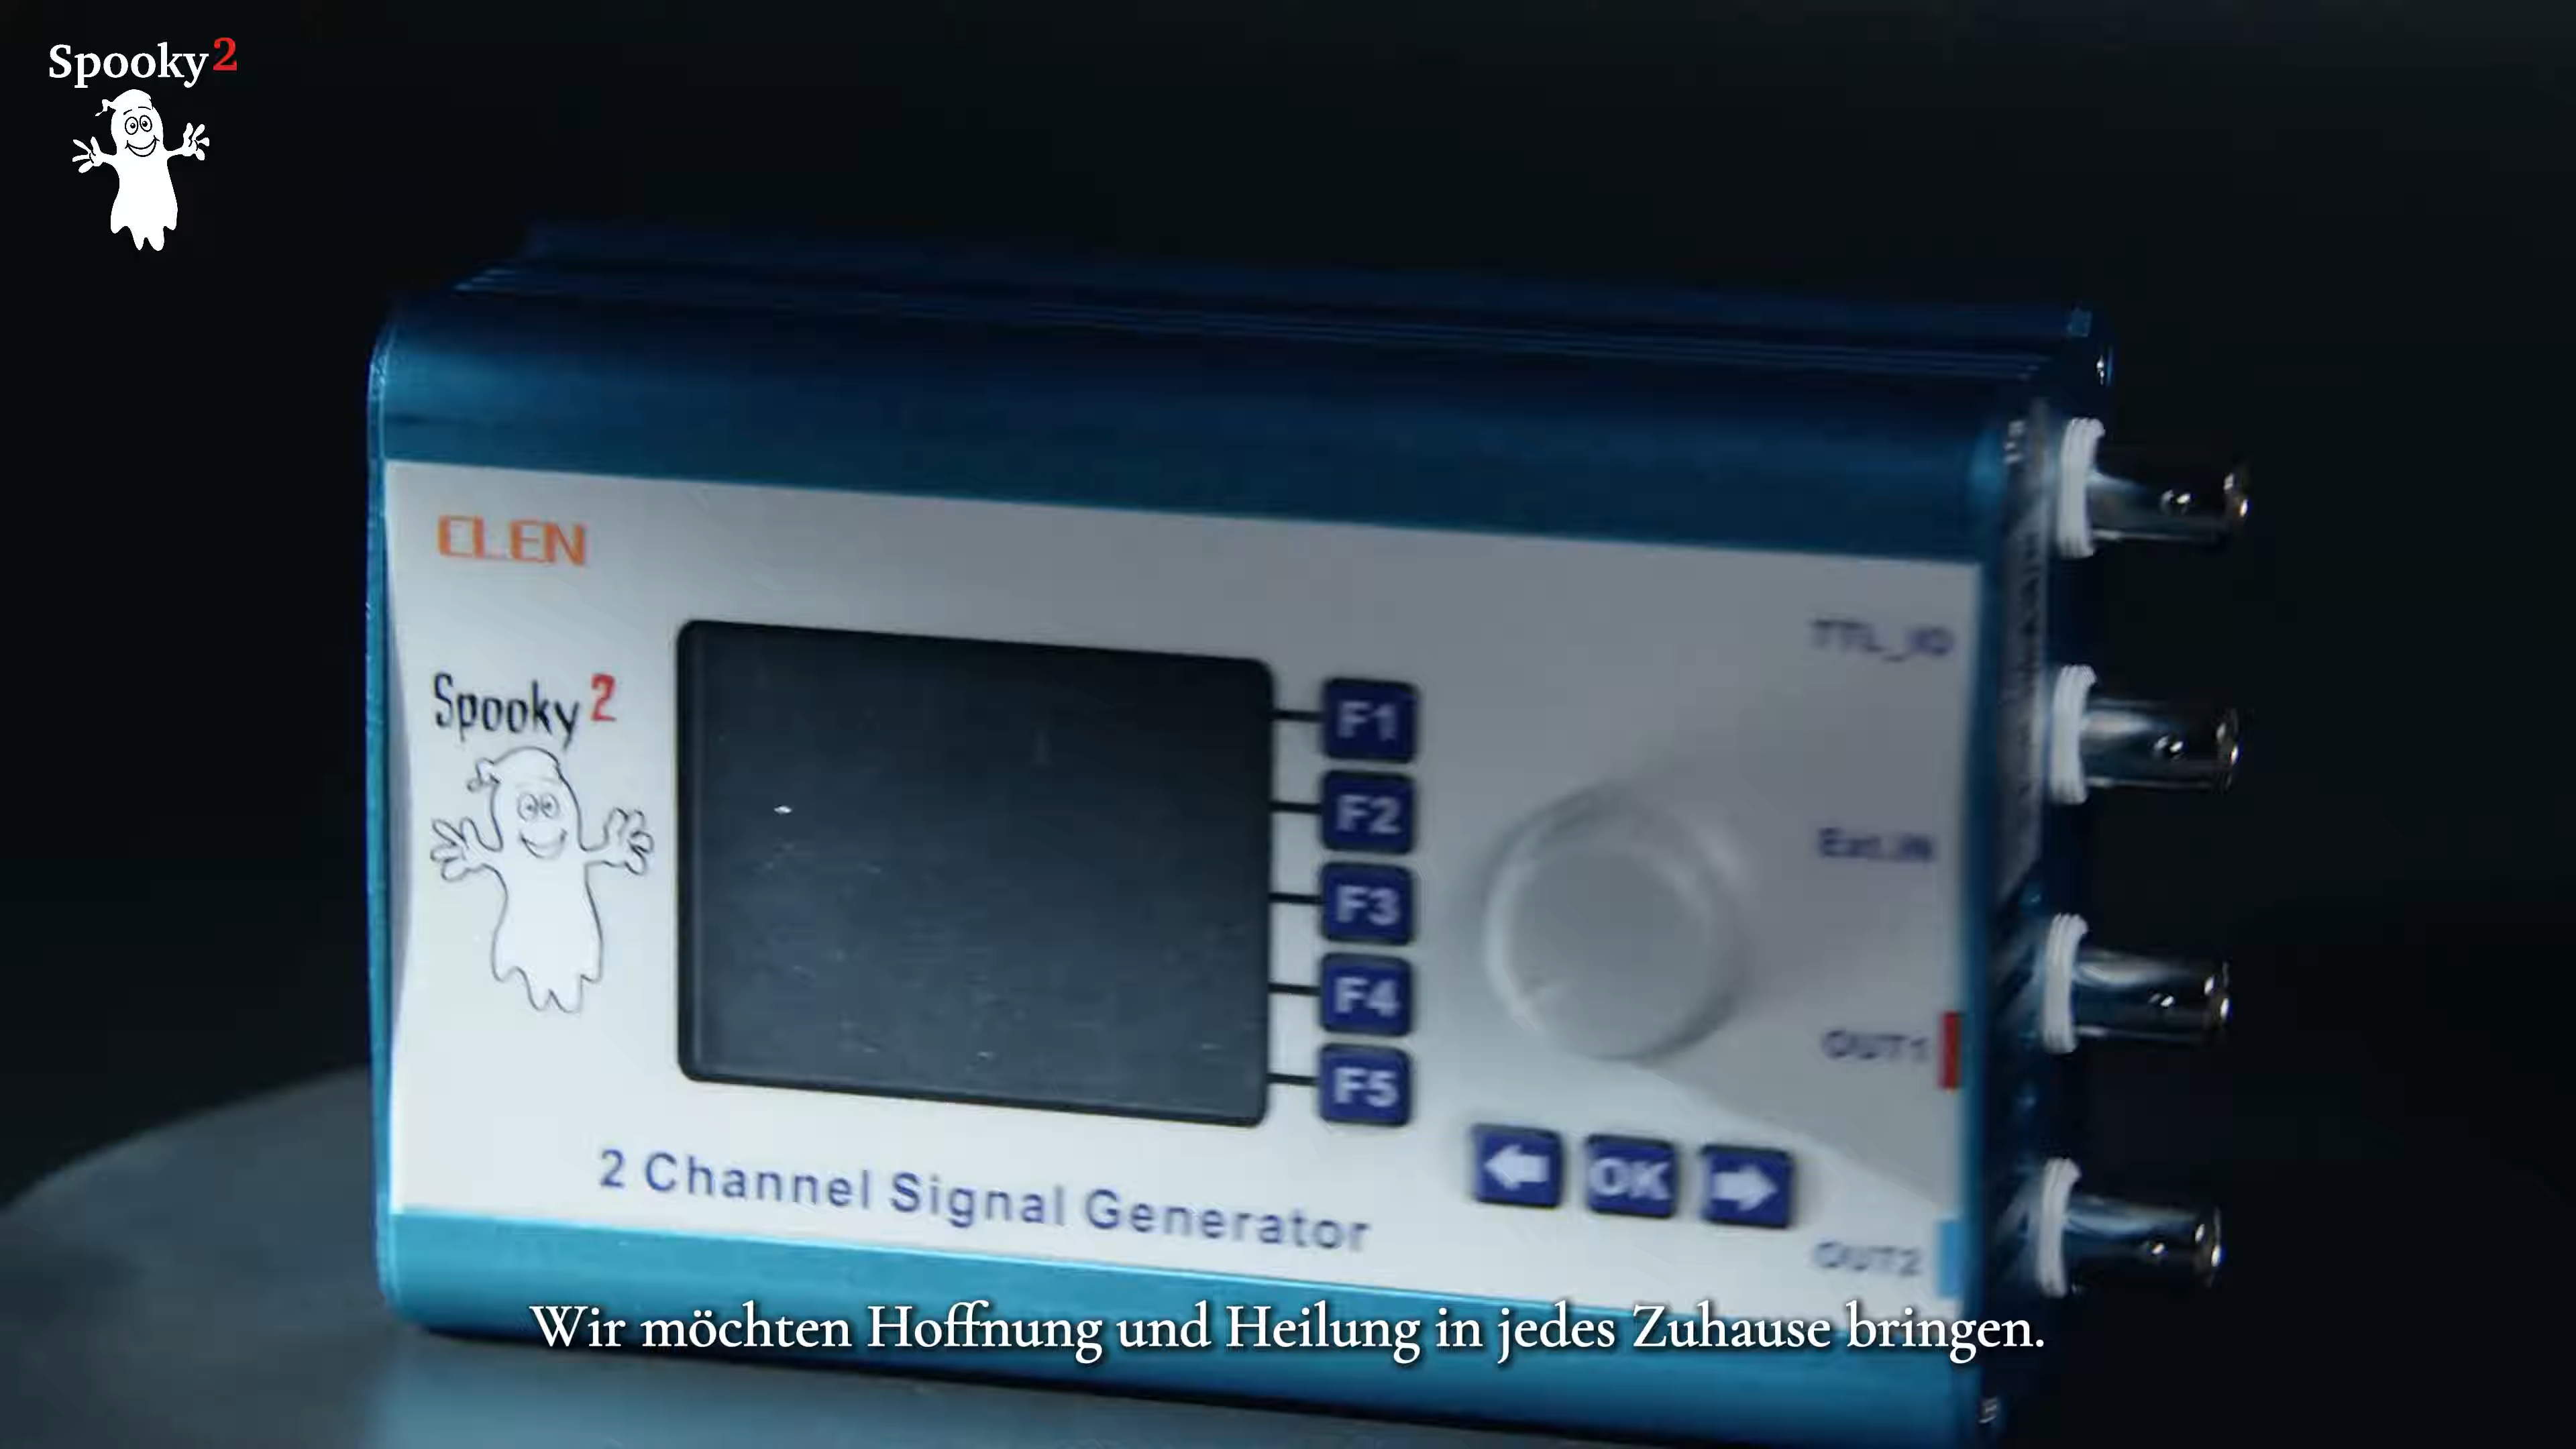 Spooky2
CLEN
Spooky2
TTL_IO
F1
F2
Ext.IN
F3
F4
OUT1
F5
OK
2 Channel Signal Generator
OUT2
Wir möchten Hoffnung und Heilung in jedes Zuhause bringen.